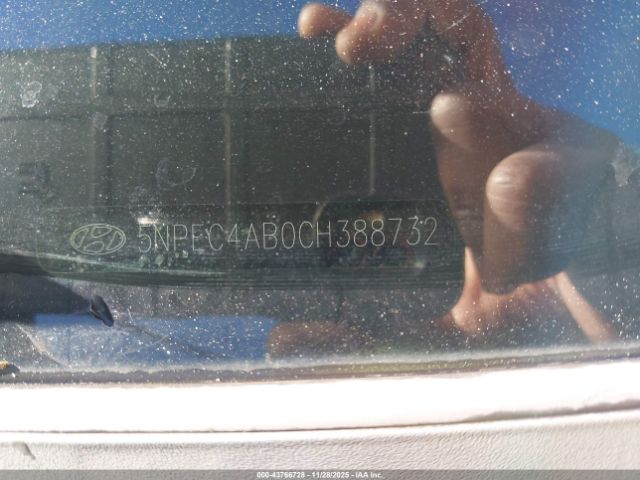 5NPEC4AB0CH388732
000-43766728 - 11/28/2025 - IAA Inc.